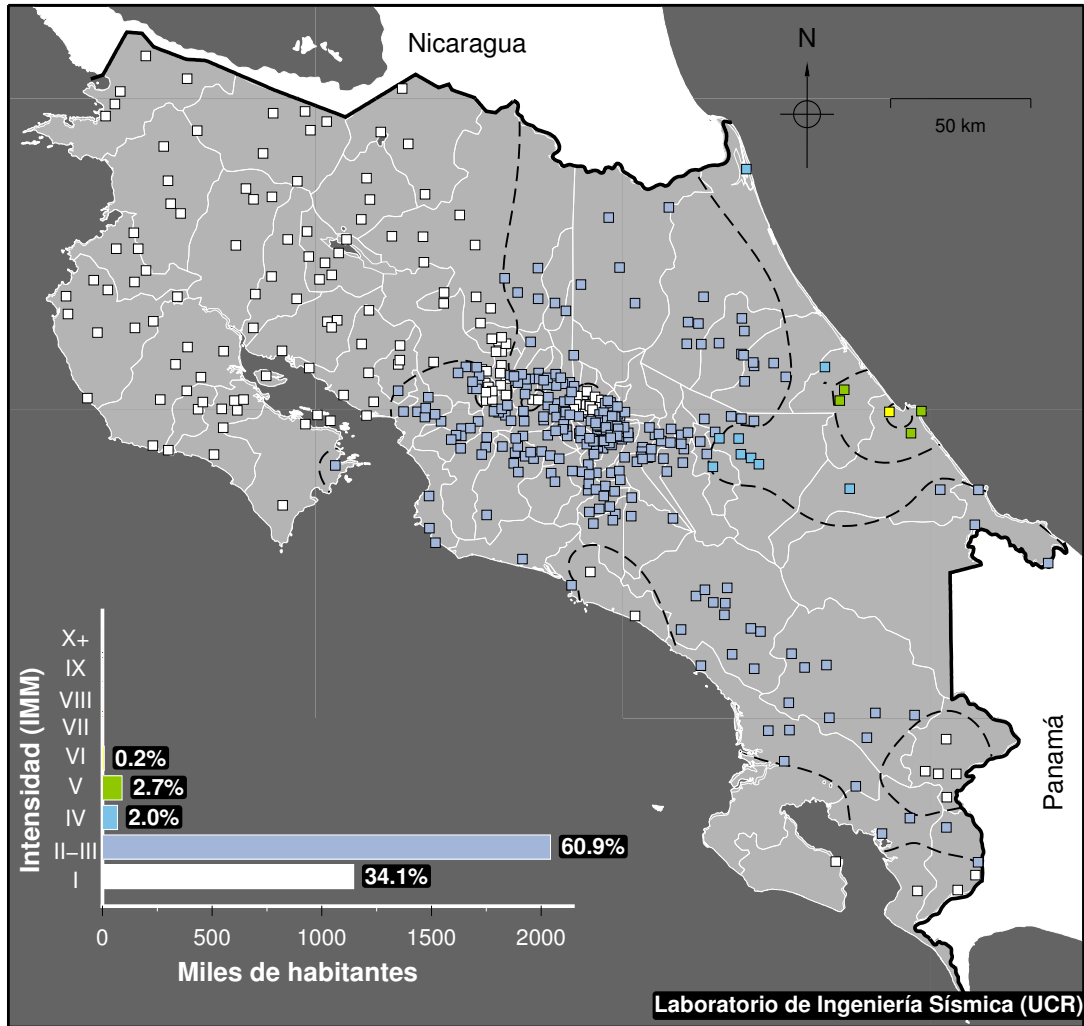 Nicaragua
N
50 km
Panamá
Intensidad (IMM)
X+
IX
VIII
VII
VI 0.2%
V 2.7%
IV 2.0%
II−III 60.9%
I 34.1%
0 500 1000 1500 2000
Miles de habitantes
Laboratorio de Ingeniería Sísmica (UCR)